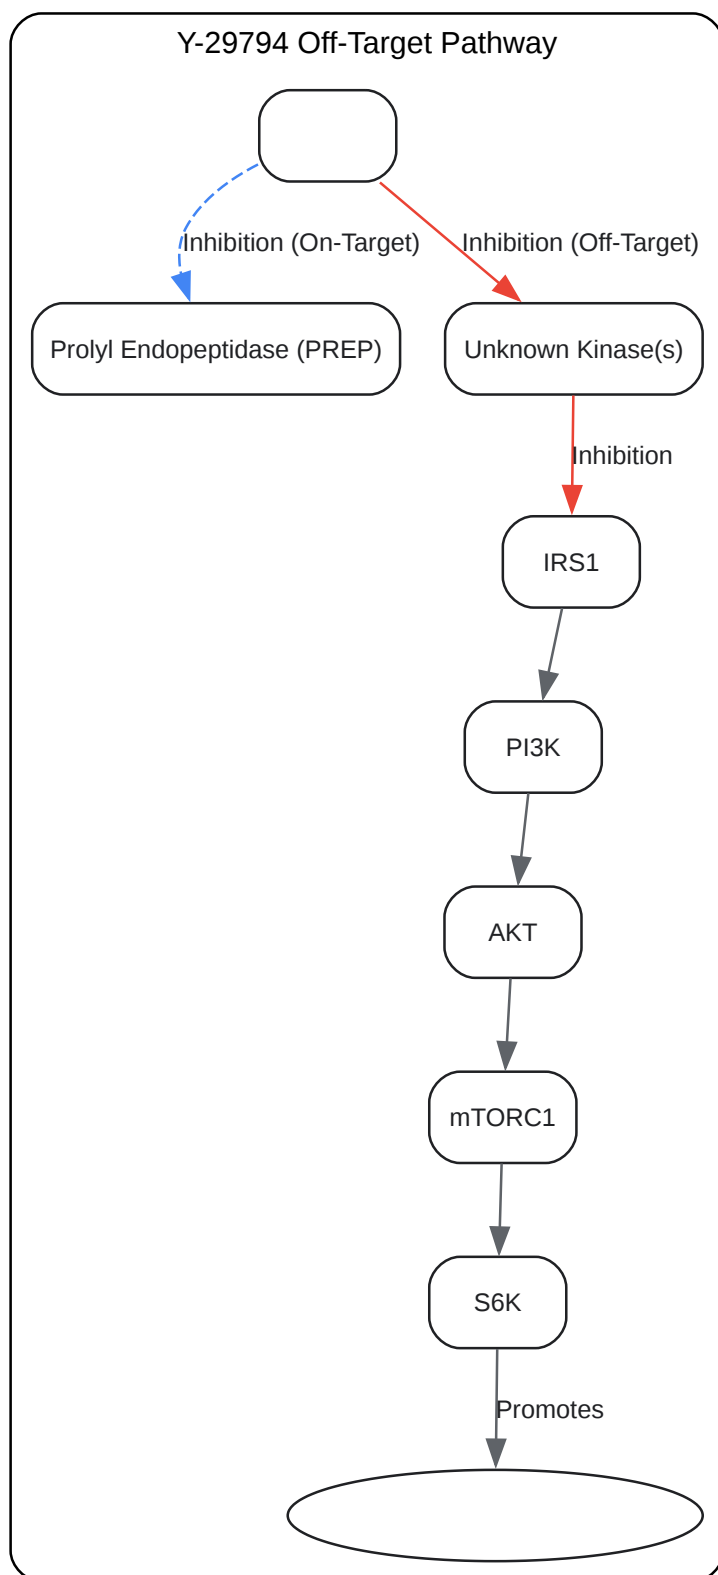 Y-29794 Off-Target Pathway
Inhibition (On-Target)
Inhibition (Off-Target)
Prolyl Endopeptidase (PREP)
Unknown Kinase(s)
Inhibition
IRS1
PI3K
AKT
mTORC1
S6K
Promotes